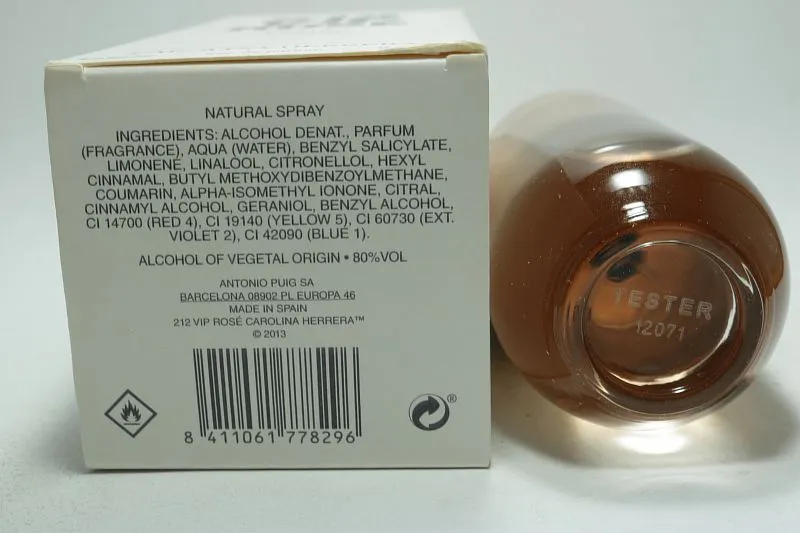 NATURAL SPRAY
INGREDIENTS: ALCOHOL DENAT., PARFUM
(FRAGRANCE), AQUA (WATER), BENZYL SALICYLATE,
LIMONENE, LINALOOL, CITRONELLOL, HEXYL
CINNAMAL, BUTYL METHOXYDIBENZOYLMETHANE,
COUMARIN, ALPHA-ISOMETHYL IONONE, CITRAL,
CINNAMYL ALCOHOL, GERANIOL, BENZYL ALCOHOL,
CI 14700 (RED 4), CI 19140 (YELLOW 5), CI 60730 (EXT.
VIOLET 2), CI 42090 (BLUE 1).
ALCOHOL OF VEGETAL ORIGIN • 80%VOL
ANTONIO PUIG SA
BARCELONA 08902 PL EUROPA 46
MADE IN SPAIN
212 VIP ROSÉ CAROLINA HERRERA™
© 2013
8 411061 778296
®
TESTER
12071